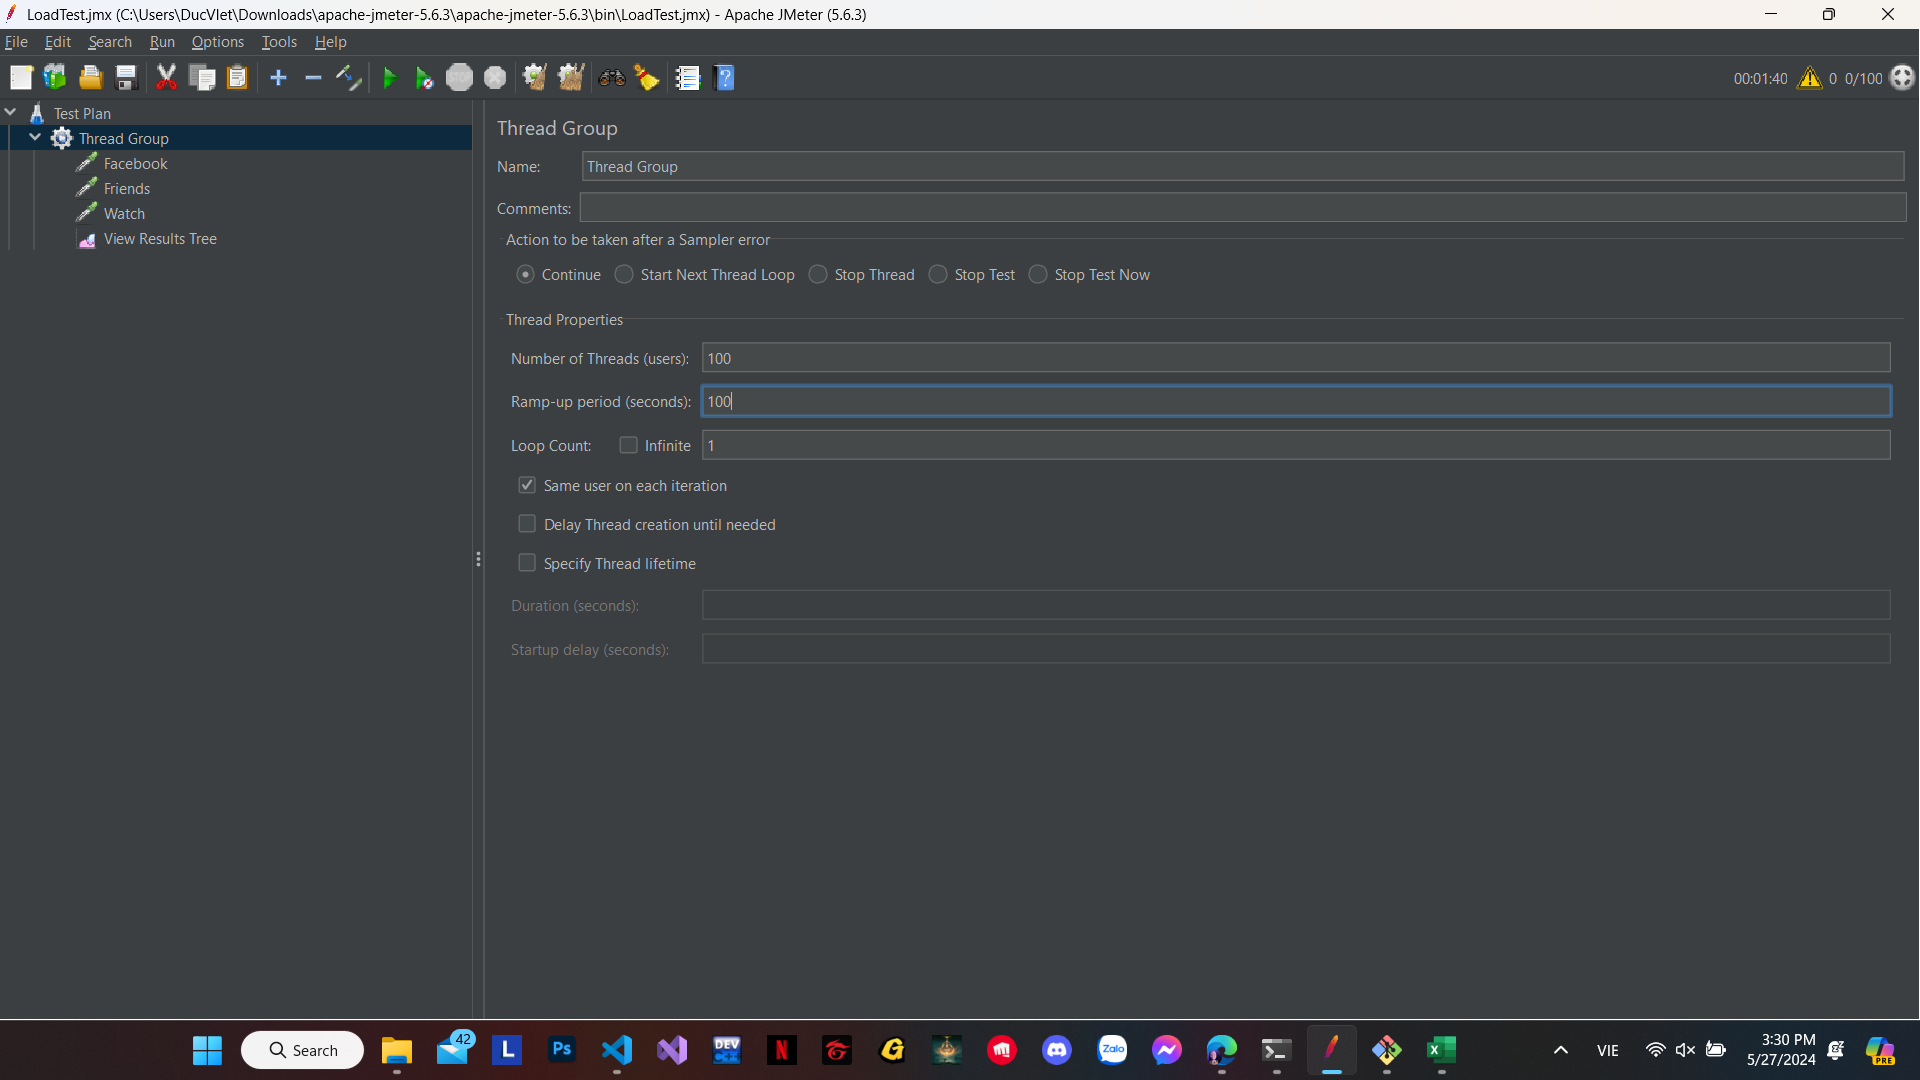 LoadTest.jmx (C:\Users\DucVIet\Downloads\apache-jmeter-5.6.3\apache-jmeter-5.6.3\bin\LoadTest.jmx) - Apache JMeter (5.6.3)
File Edit Search Run Options Tools Help
STOP
00:01:40 0 0/100
Test Plan
Thread Group
Facebook
Friends
Watch
View Results Tree
Thread Group
Name: Thread Group
Comments:
Action to be taken after a Sampler error
Continue Start Next Thread Loop Stop Thread Stop Test Stop Test Now
Thread Properties
Number of Threads (users): 100
Ramp-up period (seconds): 100
Loop Count: Infinite 1
Same user on each iteration
Delay Thread creation until needed
Specify Thread lifetime
Duration (seconds):
Startup delay (seconds):
Search
42
L
Ps
DEV
C++
N
G
Zalo
X
VIE
3:30 PM
5/27/2024
PRE